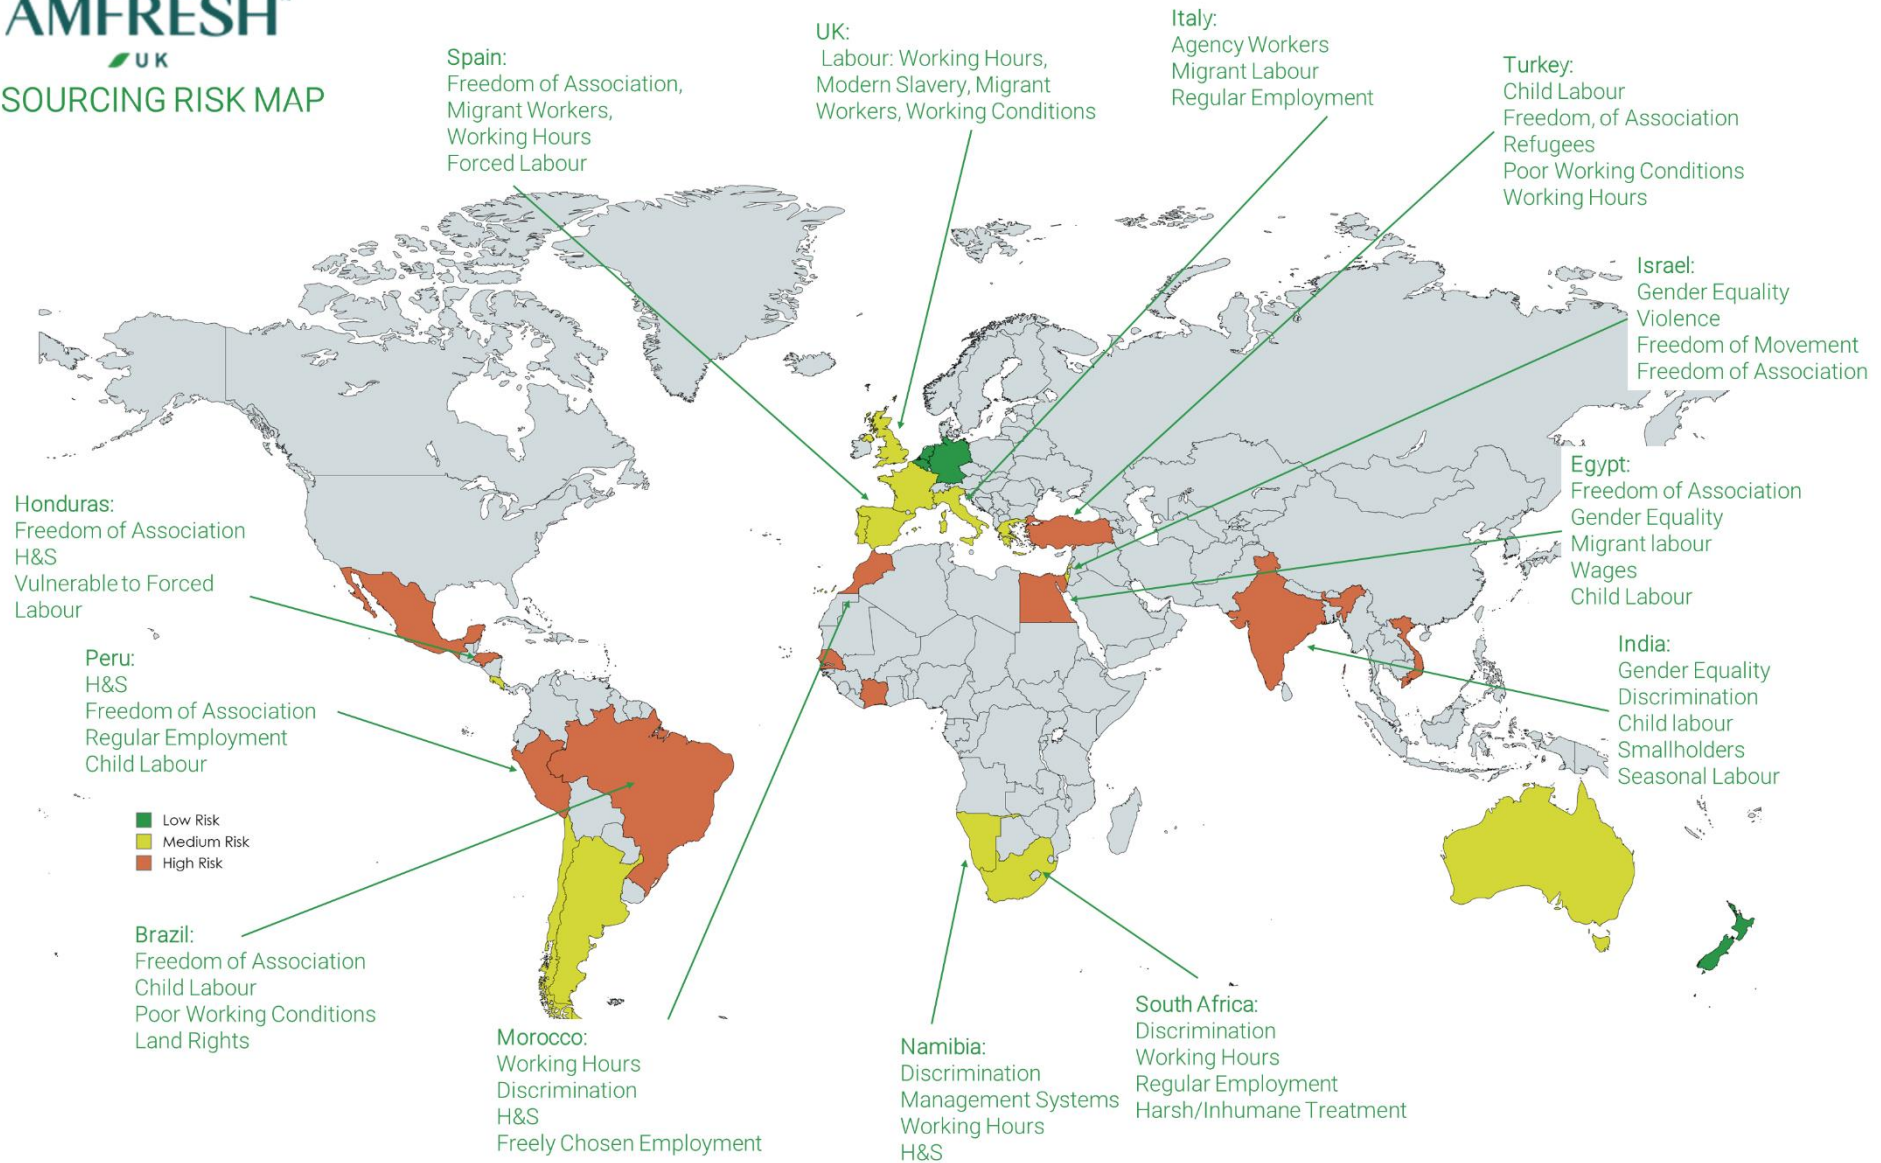 AMFRESH
UK
SOURCING RISK MAP
Spain:
Freedom of Association,
Migrant Workers,
Working Hours
Forced Labour
UK:
Labour: Working Hours,
Modern Slavery, Migrant
Workers, Working Conditions
Italy:
Agency Workers
Migrant Labour
Regular Employment
Turkey:
Child Labour
Freedom, of Association
Refugees
Poor Working Conditions
Working Hours
Israel:
Gender Equality
Violence
Freedom of Movement
Freedom of Association
Egypt:
Freedom of Association
Gender Equality
Migrant labour
Wages
Child Labour
India:
Gender Equality
Discrimination
Child labour
Smallholders
Seasonal Labour
Honduras:
Freedom of Association
H&S
Vulnerable to Forced
Labour
Peru:
H&S
Freedom of Association
Regular Employment
Child Labour
Low Risk
Medium Risk
High Risk
Brazil:
Freedom of Association
Child Labour
Poor Working Conditions
Land Rights
Morocco:
Working Hours
Discrimination
H&S
Freely Chosen Employment
Namibia:
Discrimination
Management Systems
Working Hours
H&S
South Africa:
Discrimination
Working Hours
Regular Employment
Harsh/Inhumane Treatment